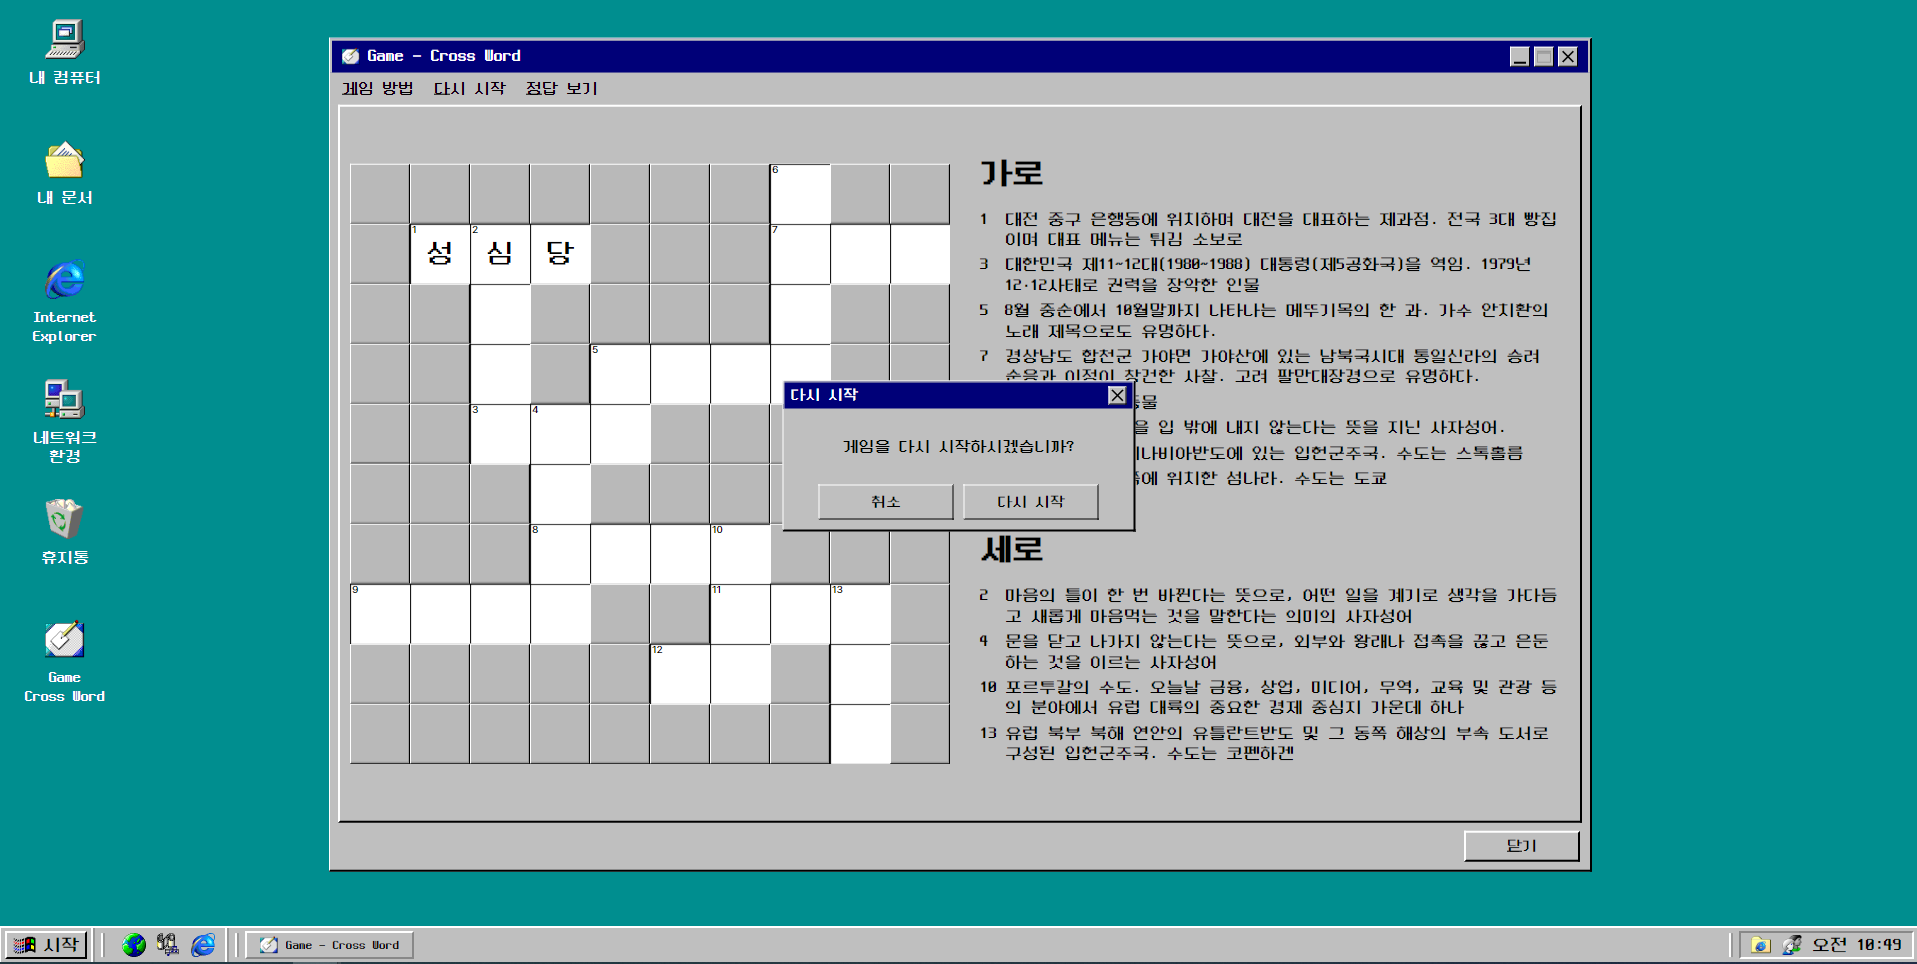 내 컴퓨터
내 문서
Internet
Explorer
네트워크
환경
휴지통
Game
Cross Word
Game - Cross Word
게임 방법 다시 시작 정답 보기
6
1 성 2 심 당 7
5
3 4
8 10
9 11 13
12
가로
1 대전 중구 은행동에 위치하며 대전을 대표하는 제과점. 전국 3대 빵집
이며 대표 메뉴는 튀김 소보로
3 대한민국 제11~12대(1980~1988) 대통령(제5공화국)을 역임. 1979년
12·12사태로 권력을 장악한 인물
5 8월 중순에서 10월말까지 나타나는 메뚜기목의 한 과. 가수 안치환의
노래 제목으로도 유명하다.
7 경상남도 합천군 가야면 가야산에 있는 남북국시대 통일신라의 승려
순응과 이정이 창건한 사찰. 고려 팔만대장경으로 유명하다.
물
을 입 밖에 내지 않는다는 뜻을 지닌 사자성어.
나비아반도에 있는 입헌군주국. 수도는 스톡홀름
에 위치한 섬나라. 수도는 도쿄
다시 시작
게임을 다시 시작하시겠습니까?
취소 다시 시작
세로
2 마음의 틀이 한 번 바뀐다는 뜻으로, 어떤 일을 계기로 생각을 가다듬
고 새롭게 마음먹는 것을 말한다는 의미의 사자성어
4 문을 닫고 나가지 않는다는 뜻으로, 외부와 왕래나 접촉을 끊고 은둔
하는 것을 이르는 사자성어
10 포르투갈의 수도. 오늘날 금융, 상업, 미디어, 무역, 교육 및 관광 등
의 분야에서 유럽 대륙의 중요한 경제 중심지 가운데 하나
13 유럽 북부 북해 연안의 유틀란트반도 및 그 동쪽 해상의 부속 도서로
구성된 입헌군주국. 수도는 코펜하겐
닫기
시작
Game - Cross Word
오전 10:49